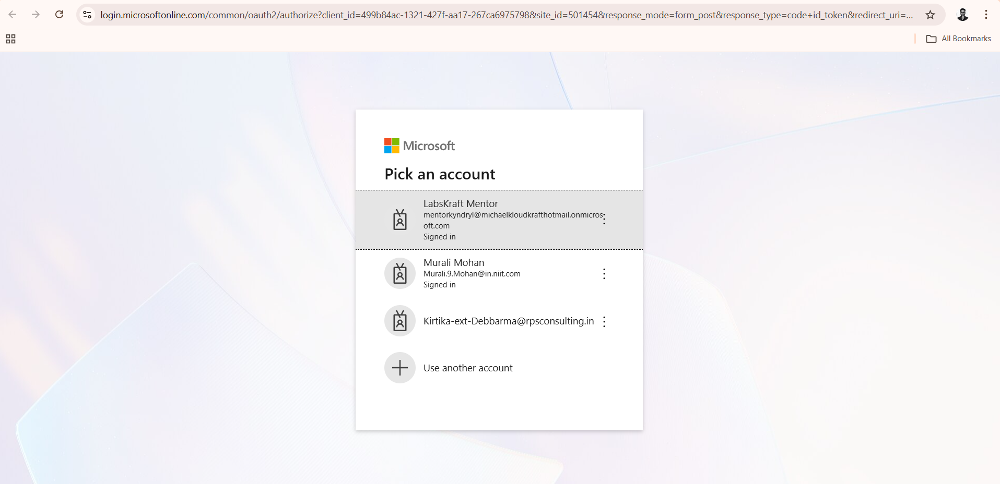 login.microsoftonline.com/common/oauth2/authorize?client_id=499b84ac-1321-427f-aa17-267ca6975798&site_id=501454&response_mode=form_post&response_type=code+id_token&redirect_uri=...
All Bookmarks
Microsoft
Pick an account
LabsKraft Mentor
mentorkyndryl@michaelkloudkrafthotmail.onmicros
oft.com
Signed in
Murali Mohan
Murali.9.Mohan@in.niit.com
Signed in
Kirtika-ext-Debbarma@rpsconsulting.in
Use another account